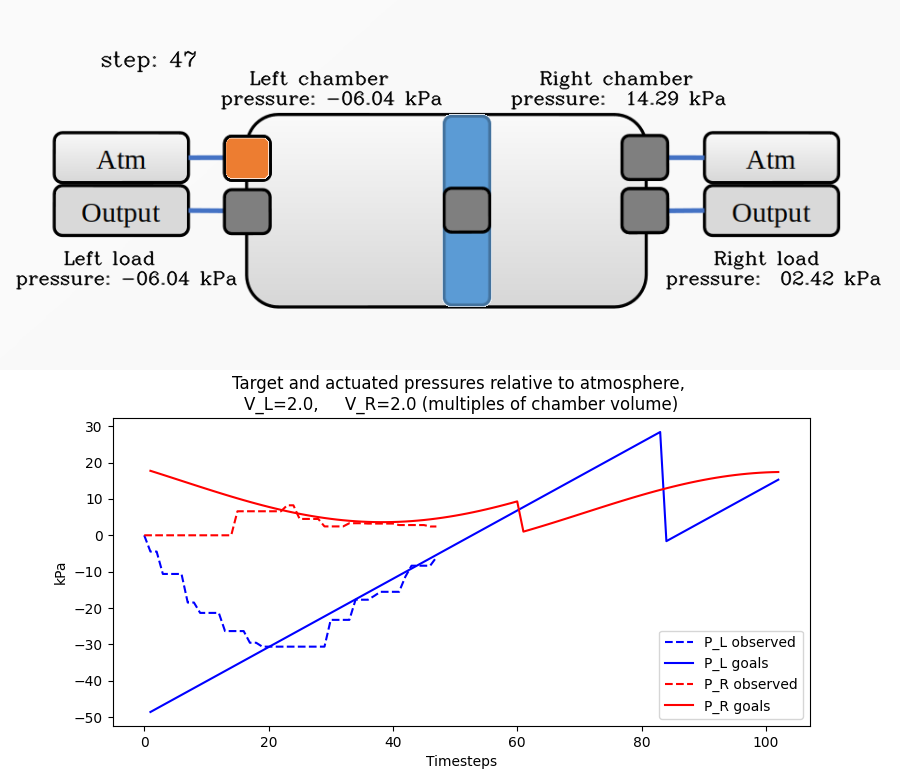 step: 47
Left chamber
pressure: −06.04 kPa
Right chamber
pressure: 14.29 kPa
Atm
Output
Atm
Output
Left load
pressure: −06.04 kPa
Right load
pressure: 02.42 kPa
Target and actuated pressures relative to atmosphere,
V_L=2.0, V_R=2.0 (multiples of chamber volume)
30
20
10
0
−10
−20
−30
−40
−50
kPa
0 20 40 60 80 100
Timesteps
P_L observed
P_L goals
P_R observed
P_R goals